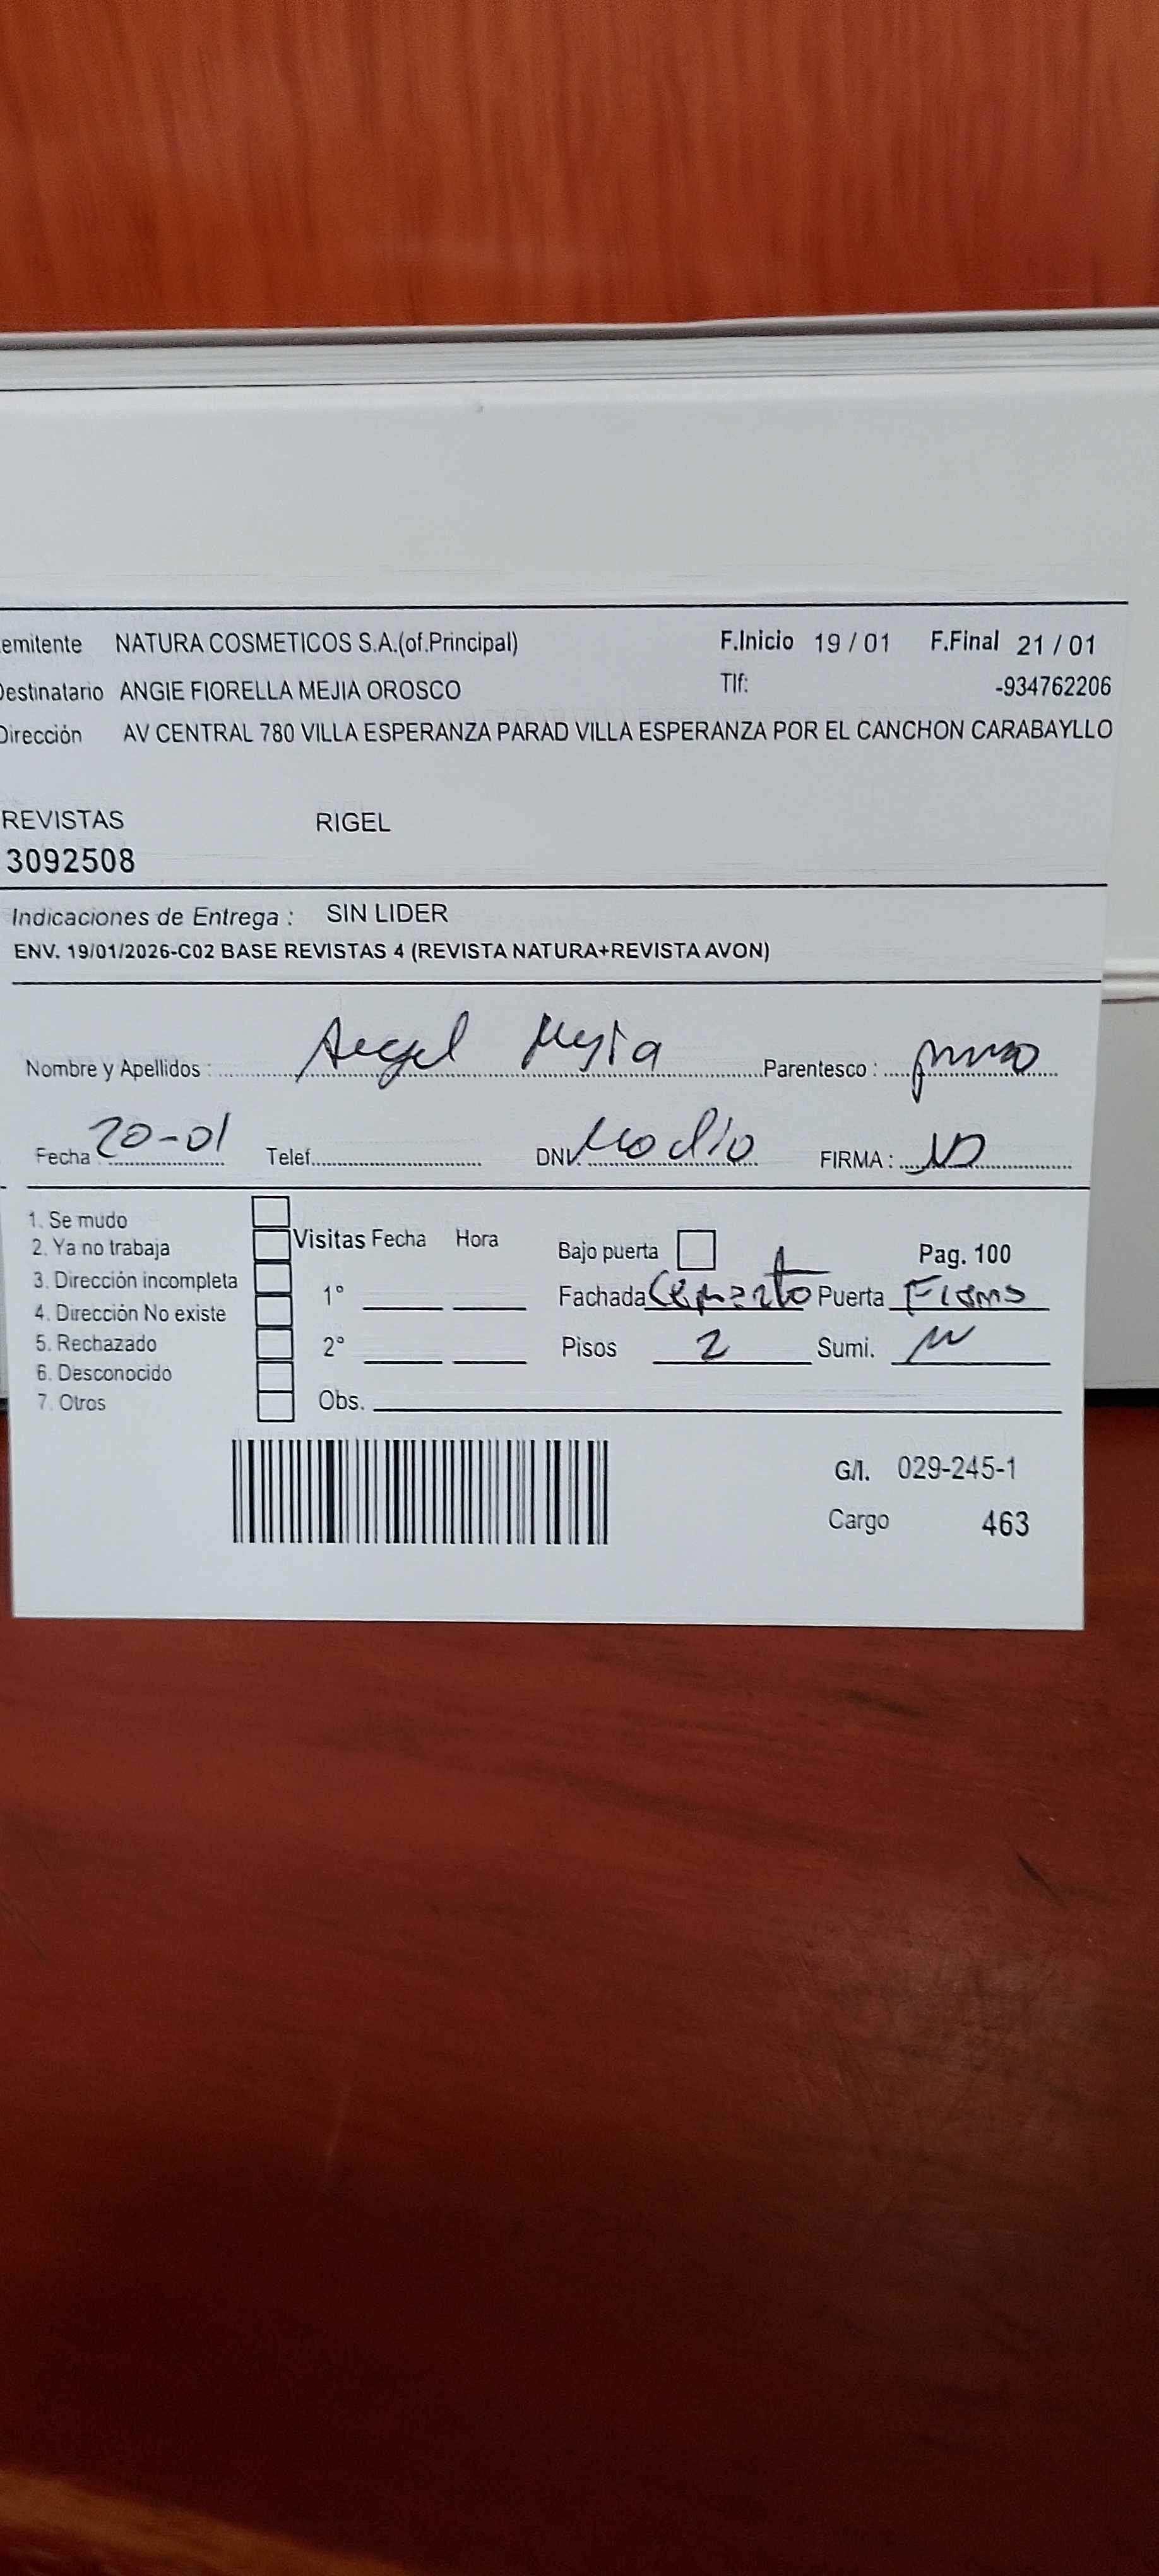 emitente NATURA COSMETICOS S.A.(of.Principal) F.Inicio 19 / 01 F.Final 21 / 01
Destinatario ANGIE FIORELLA MEJIA OROSCO Tlf: -934762206
Dirección AV CENTRAL 780 VILLA ESPERANZA PARAD VILLA ESPERANZA POR EL CANCHON CARABAYLLO
REVISTAS RIGEL
3092508
Indicaciones de Entrega : SIN LIDER
ENV. 19/01/2026-C02 BASE REVISTAS 4 (REVISTA NATURA+REVISTA AVON)
Nombre y Apellidos : Angel Mejia Parentesco :
Fecha 20-01 Telef. DNI. FIRMA :
1. Se mudo
2. Ya no trabaja Visitas Fecha Hora Bajo puerta Pag. 100
3. Dirección incompleta 1° Fachada Cemento Puerta Fierro
4. Dirección No existe
5. Rechazado 2° Pisos 2 Sumi.
6. Desconocido
7. Otros Obs.
G/I. 029-245-1
Cargo 463